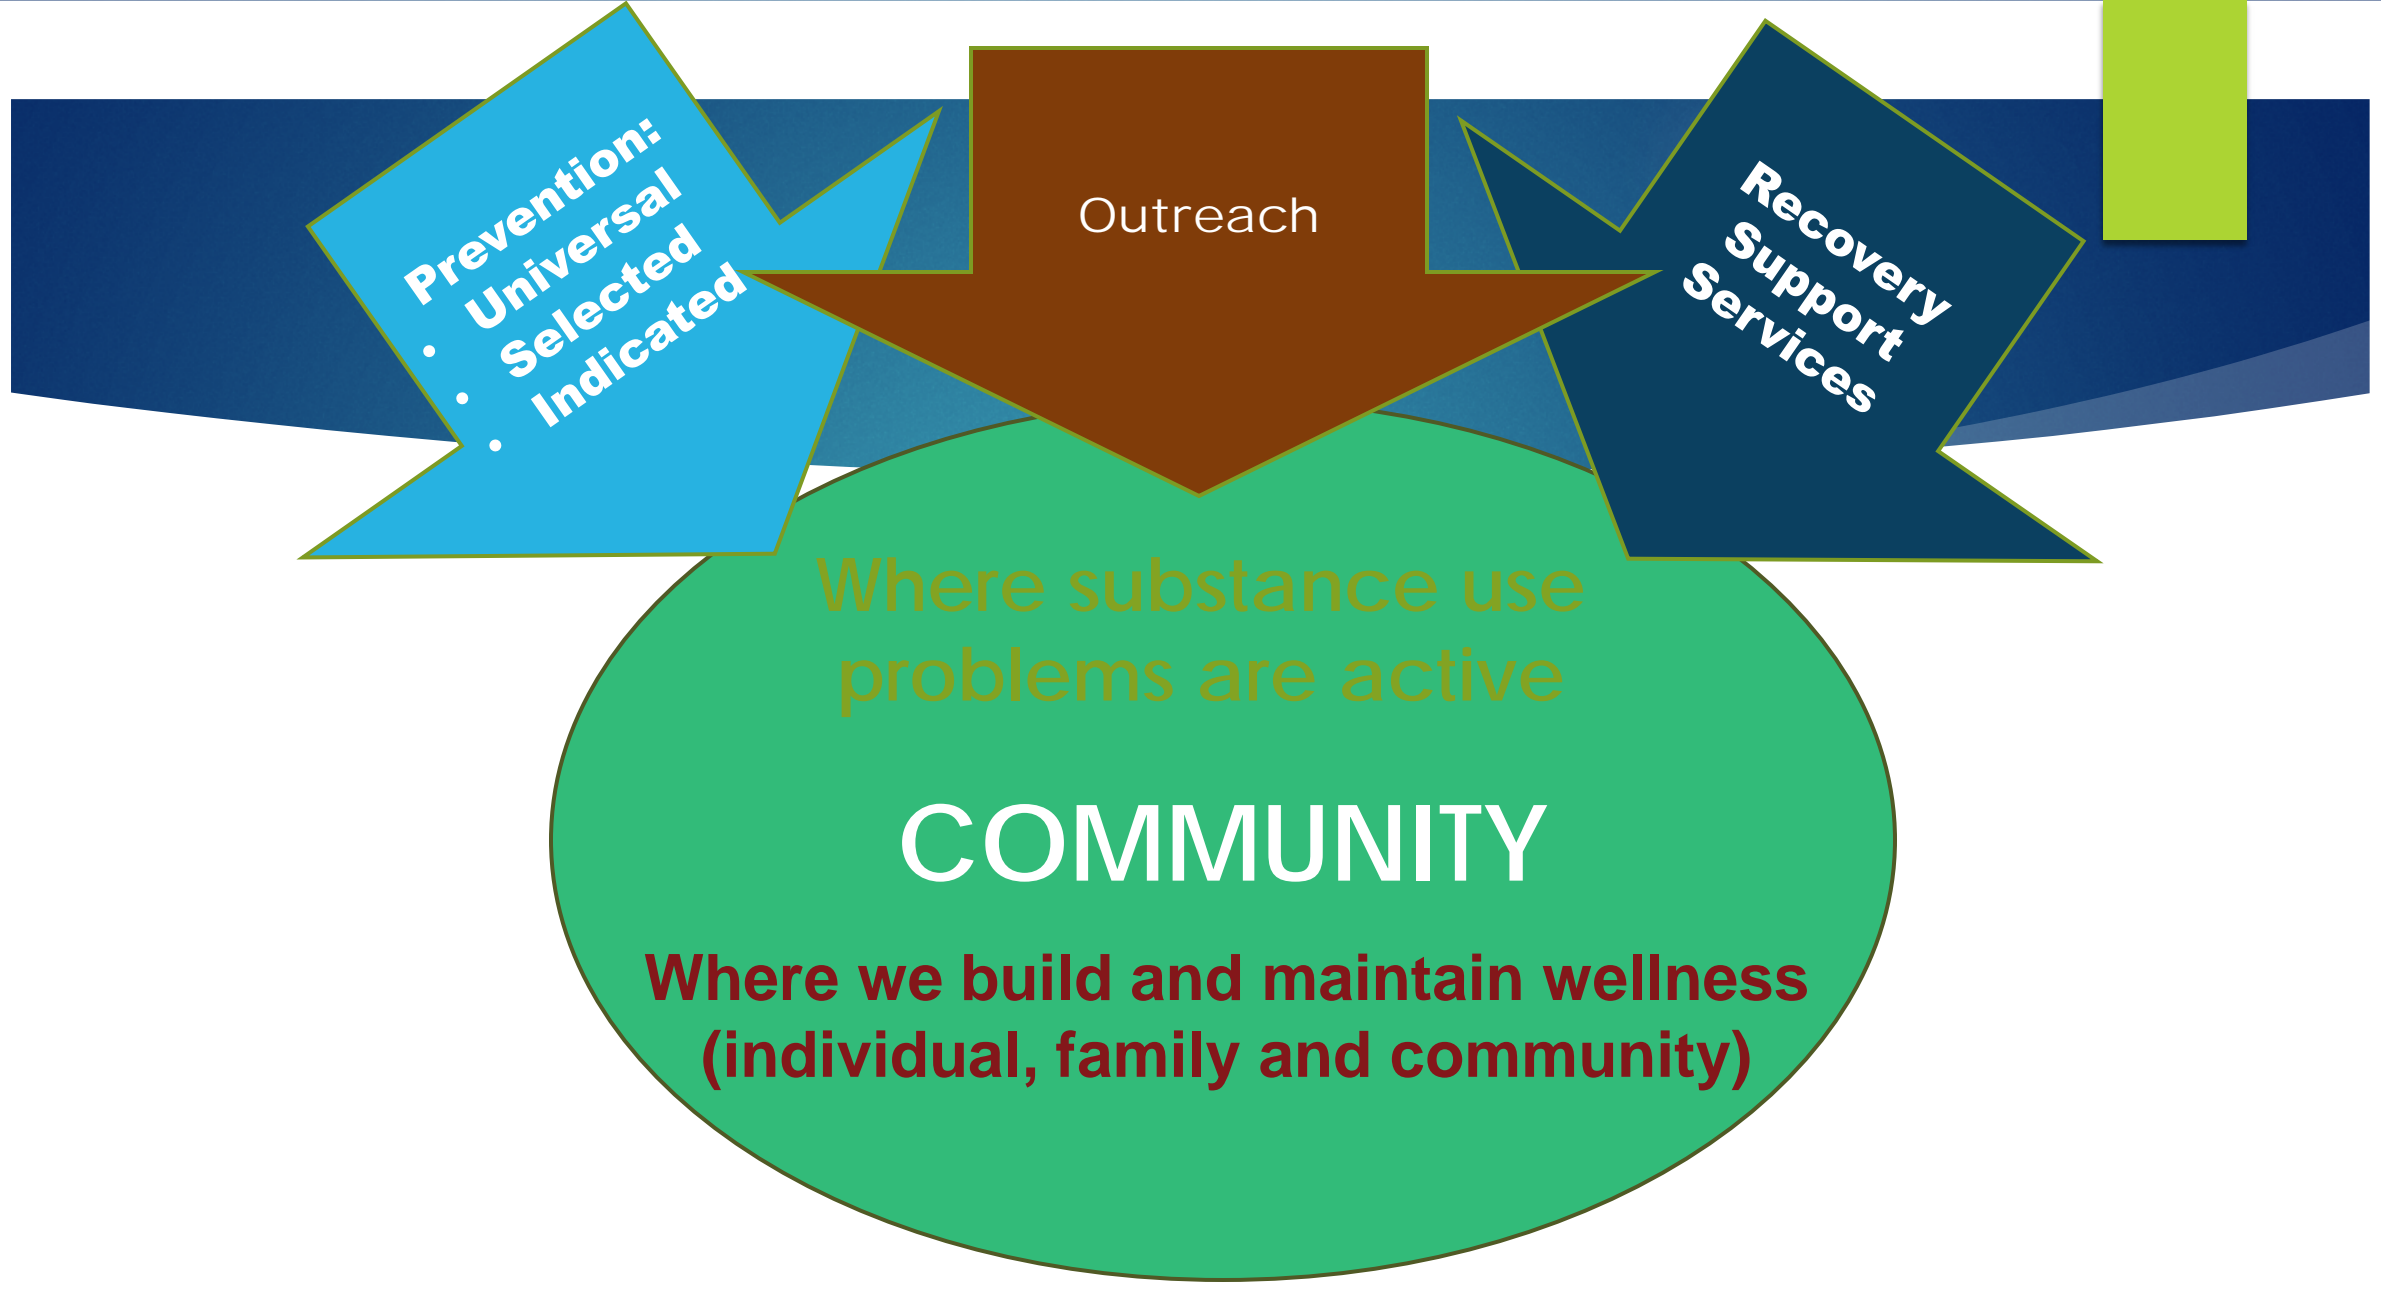 Prevention:
• Universal
• Selected
• Indicated
Outreach
Recovery
Support
Services
Where substance use
problems are active
COMMUNITY
Where we build and maintain wellness
(individual, family and community)